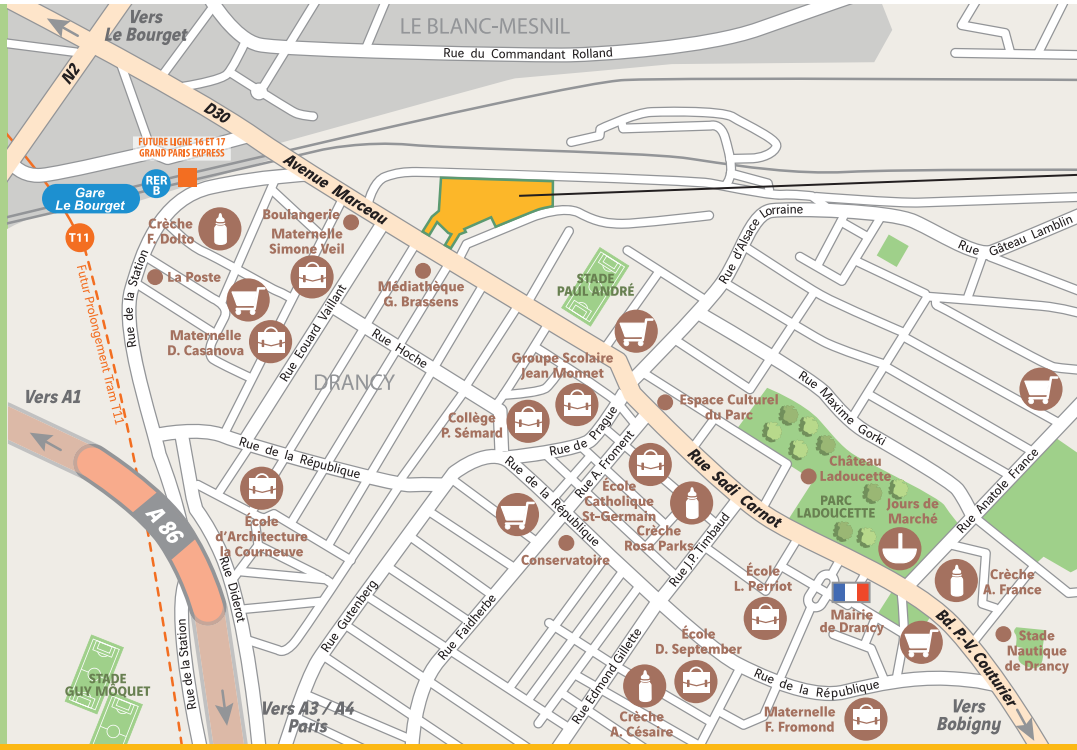 Vers
Le Bourget
LE BLANC-MESNIL
Rue du Commandant Rolland
N2
D30
FUTURE LIGNE 16 ET 17
GRAND PARIS EXPRESS
RER
B
Gare
Le Bourget
Avenue Marceau
T11
Crèche
F. Dolto
Boulangerie
Maternelle
Simone Veil
La Poste
Rue de la Station
Futur Prolongement Tram T11
Médiathèque
G. Brassens
STADE
PAUL ANDRÉ
Rue d'Alsace Lorraine
Rue Gâteau Lamblin
Maternelle
D. Casanova
Rue Eouard Vaillant
Rue Hoche
DRANCY
Groupe Scolaire
Jean Monnet
Vers A1
Collège
P. Sémard
Espace Culturel
du Parc
Rue Maxime Gorki
Rue de la République
Rue de Prague
Rue A. Froment
Rue Sadi Carnot
Château
Ladoucette
PARC
LADOUCETTE
Jours de
Marché
Rue Anatole France
A 86
École
d'Architecture
la Courneuve
Rue de la République
École
Catholique
St-Germain
Crèche
Rosa Parks
Conservatoire
Rue J.P. Timbaud
Rue Diderot
Rue Gutenberg
Rue Faidherbe
École
L. Perriot
Mairie
de Drancy
Crèche
A. France
Bd. P.-V. Couturier
Stade
Nautique
de Drancy
Rue de la Station
STADE
GUY MOQUET
Rue Edmond Gillette
École
D. September
Rue de la République
Vers A3 / A4
Paris
Crèche
A. Césaire
Maternelle
F. Fromond
Vers
Bobigny